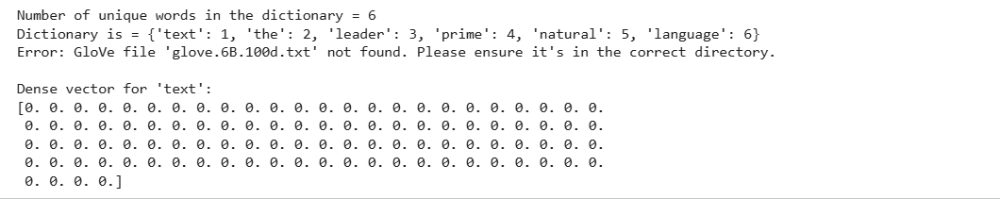 Number of unique words in the dictionary = 6
Dictionary is = {'text': 1, 'the': 2, 'leader': 3, 'prime': 4, 'natural': 5, 'language': 6}
Error: GloVe file 'glove.6B.100d.txt' not found. Please ensure it's in the correct directory.

Dense vector for 'text':
[0. 0. 0. 0. 0. 0. 0. 0. 0. 0. 0. 0. 0. 0. 0. 0. 0. 0. 0. 0. 0. 0. 0. 0.
 0. 0. 0. 0. 0. 0. 0. 0. 0. 0. 0. 0. 0. 0. 0. 0. 0. 0. 0. 0. 0. 0. 0. 0.
 0. 0. 0. 0. 0. 0. 0. 0. 0. 0. 0. 0. 0. 0. 0. 0. 0. 0. 0. 0. 0. 0. 0. 0.
 0. 0. 0. 0. 0. 0. 0. 0. 0. 0. 0. 0. 0. 0. 0. 0. 0. 0. 0. 0. 0. 0. 0. 0.
 0. 0. 0. 0.]